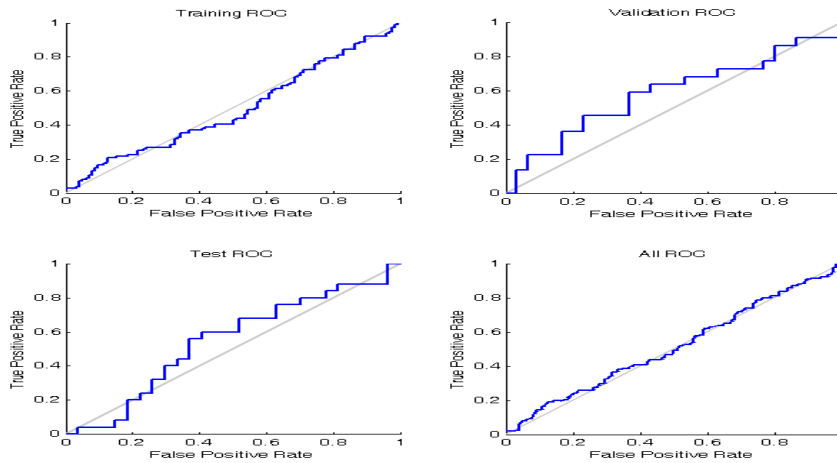 Training ROC
True Positive Rate
1
0.8
0.6
0.4
0.2
0
0 0.2 0.4 0.6 0.8 1
False Positive Rate
Validation ROC
True Positive Rate
1
0.8
0.6
0.4
0.2
0
0 0.2 0.4 0.6 0.8
False Positive Rate
Test ROC
True Positive Rate
1
0.8
0.6
0.4
0.2
0
0 0.2 0.4 0.6 0.8 1
False Positive Rate
All ROC
True Positive Rate
1
0.8
0.6
0.4
0.2
0
0 0.2 0.4 0.6 0.8
False Positive Rate